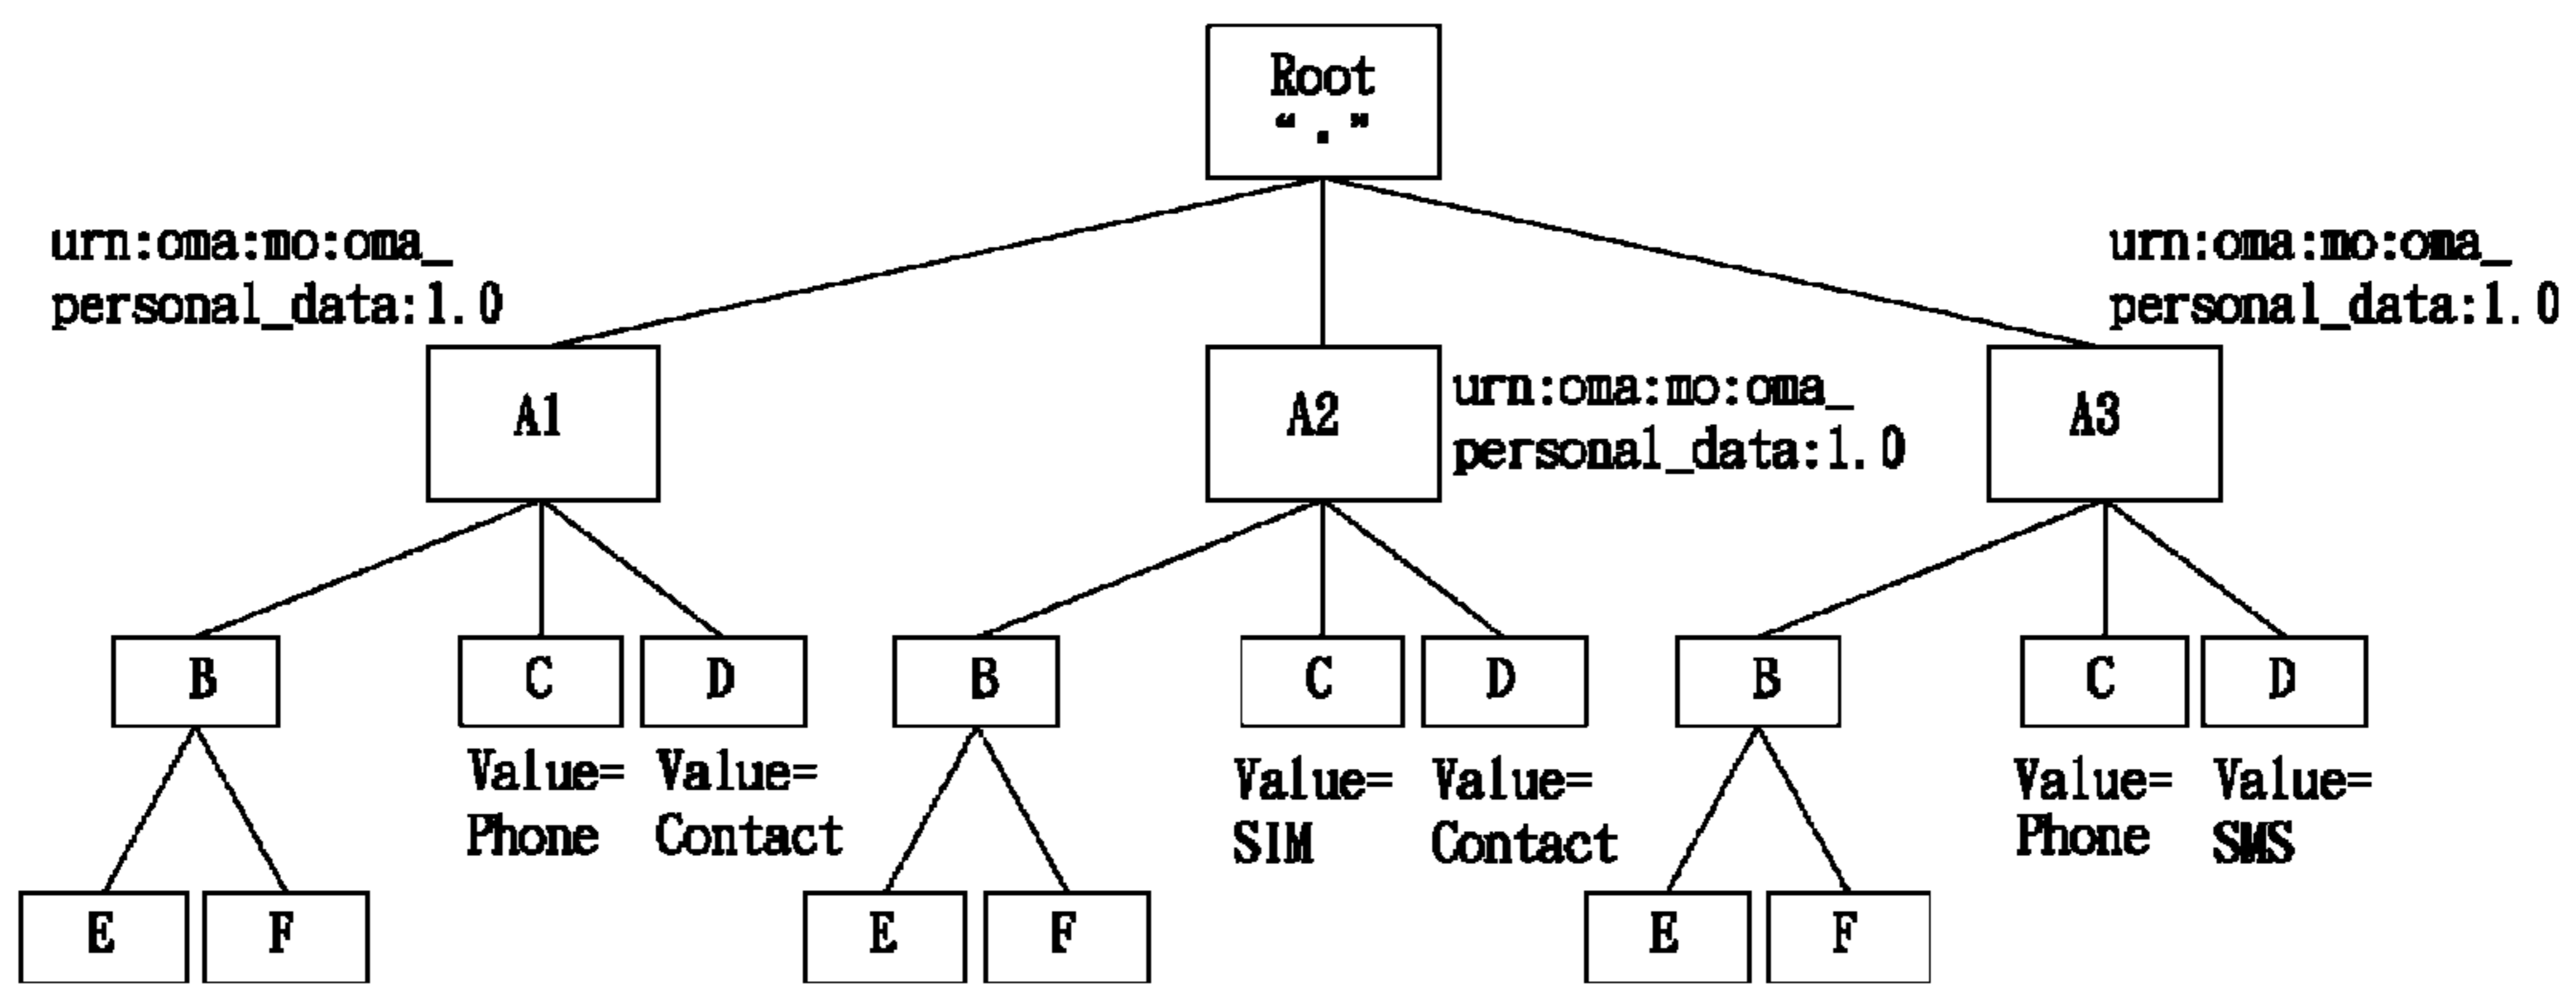 Root
“.”
urn:oma:mo:oma_
personal_data:1.0
urn:oma:mo:oma_
personal_data:1.0
A1
A2
urn:oma:mo:oma_
personal_data:1.0
A3
B
C
D
B
C
D
B
C
D
Value=
Phone
Value=
Contact
Value=
SIM
Value=
Contact
Value=
Phone
Value=
SMS
E
F
E
F
E
F